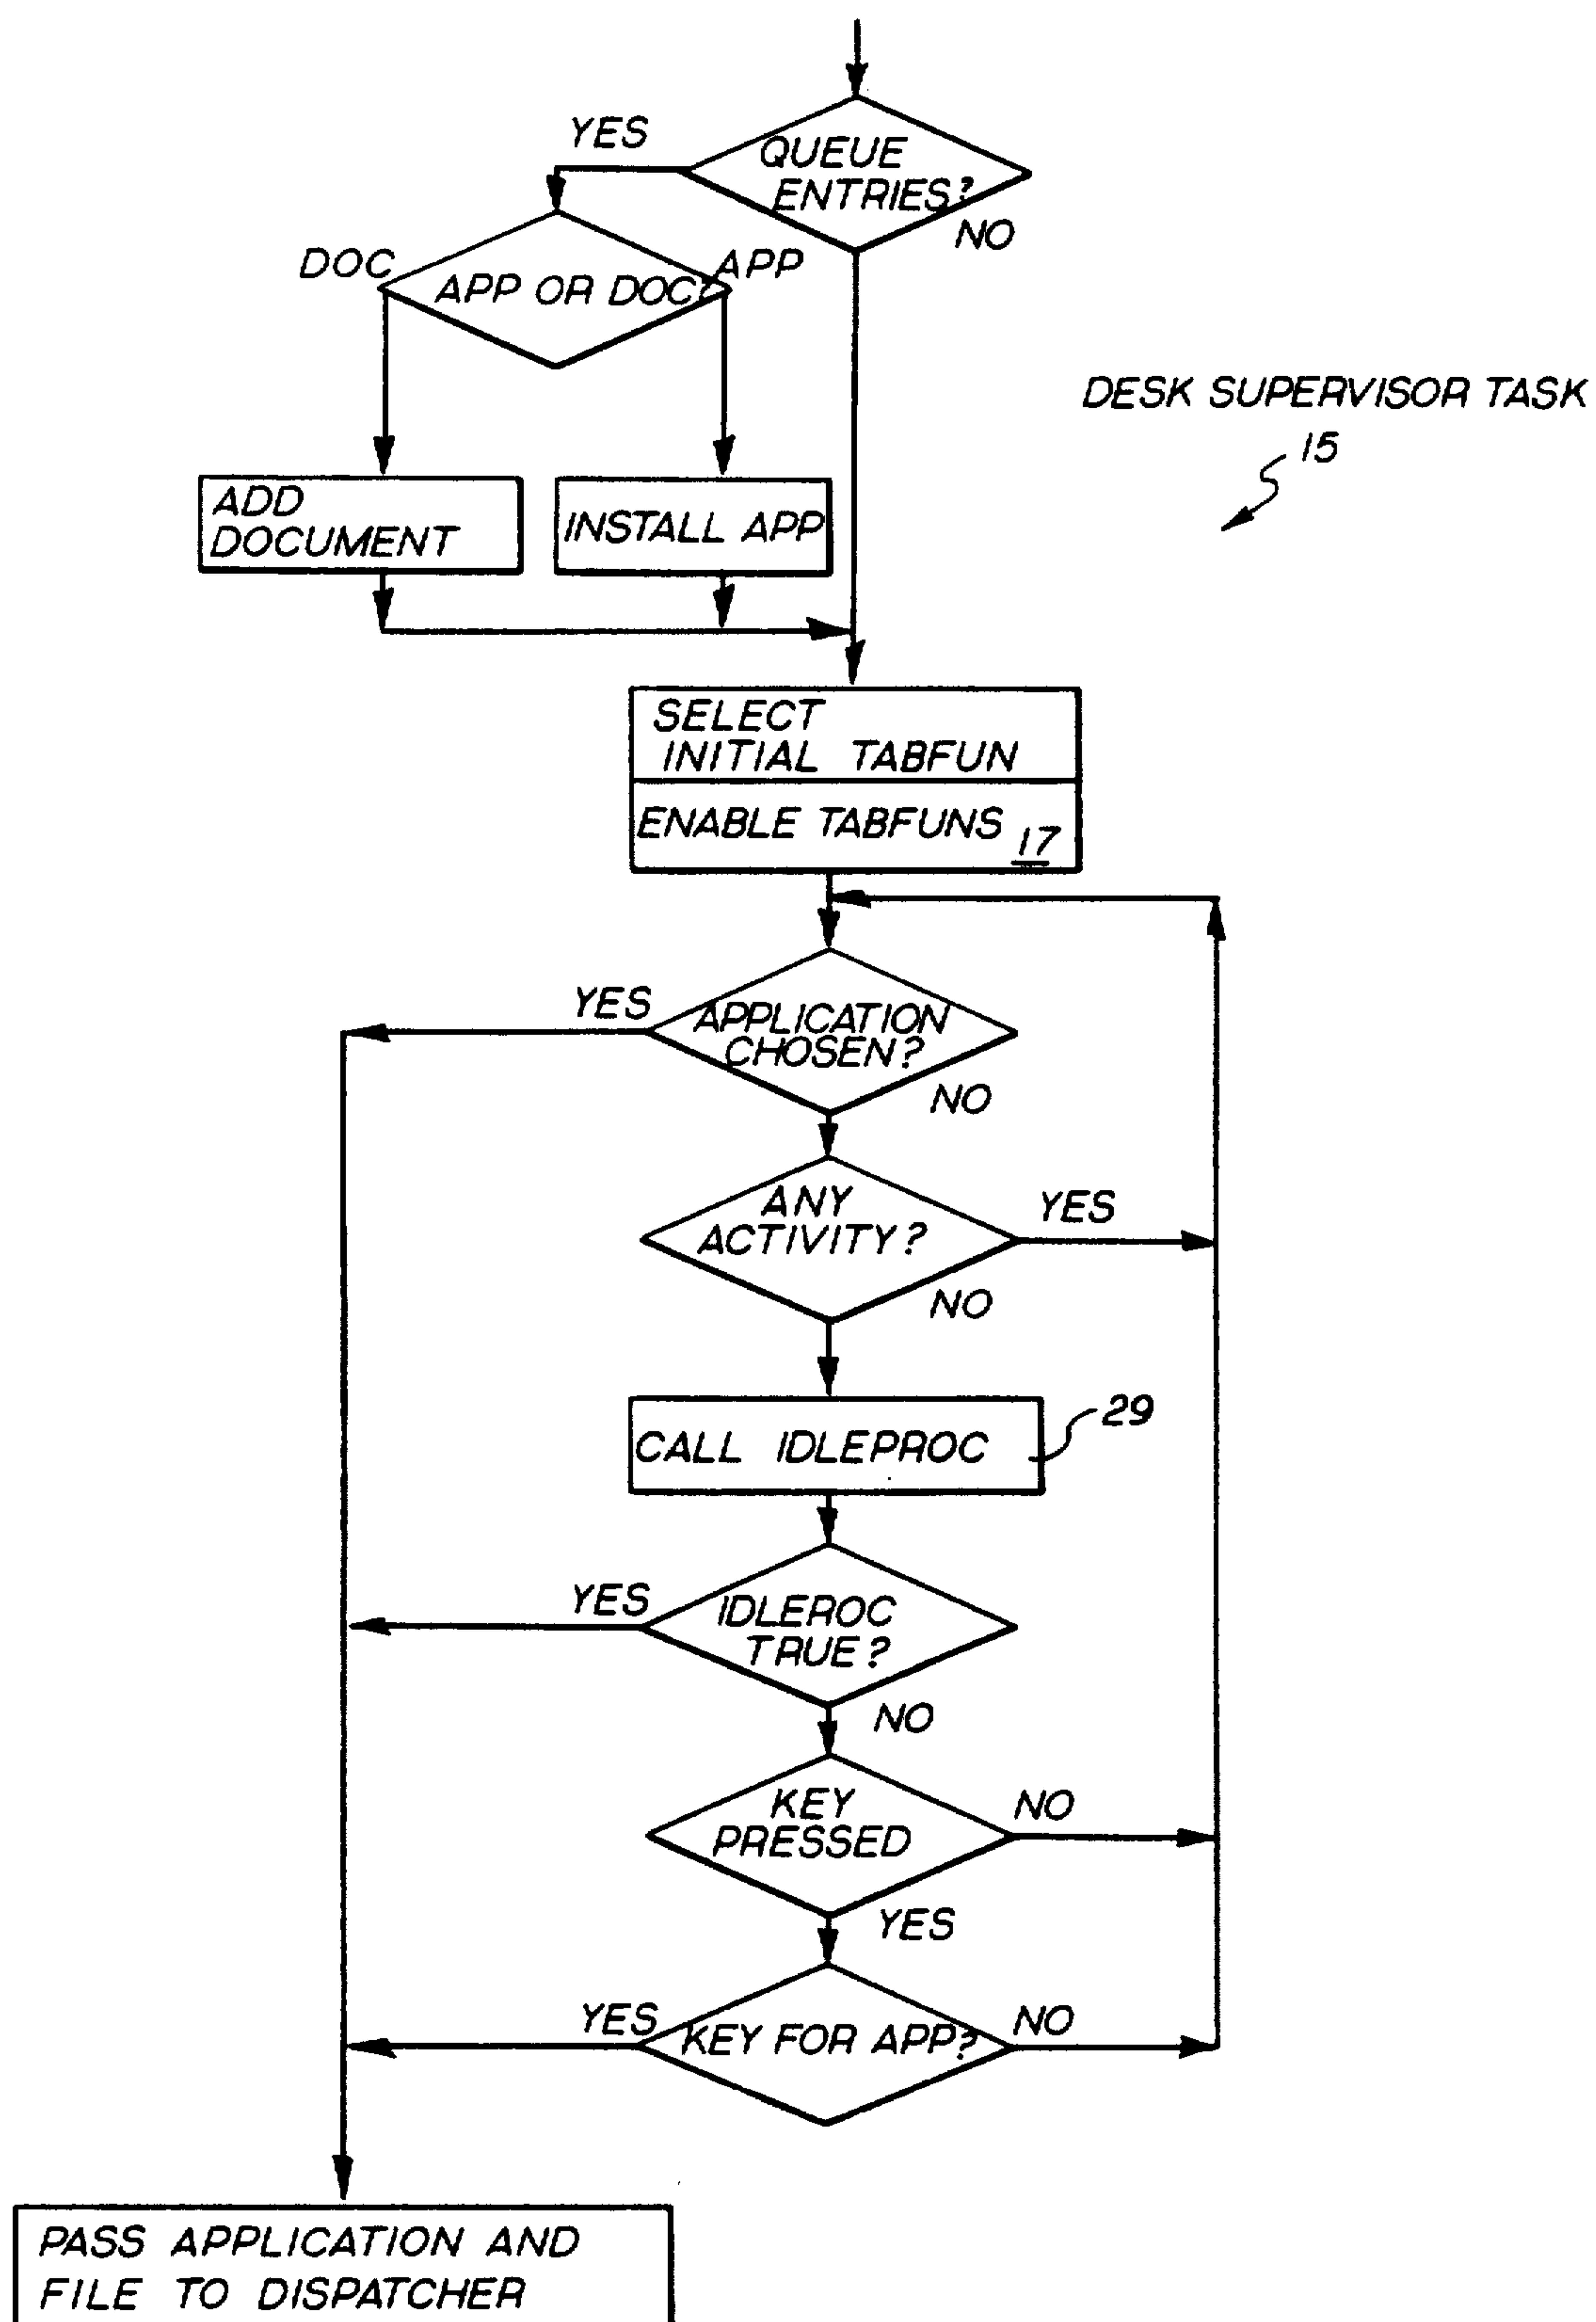 YES
QUEUE
ENTRIES?
NO
DOC
APP
APP OR DOC?
DESK SUPERVISOR TASK
15
ADD
DOCUMENT
INSTALL APP
SELECT
INITIAL TABFUN
ENABLE TABFUNS 17
YES
APPLICATION
CHOSEN?
NO
ANY
ACTIVITY?
YES
NO
29
CALL IDLEPROC
YES
IDLEROC
TRUE?
NO
KEY
PRESSED
NO
YES
YES
KEY FOR APP?
NO
PASS APPLICATION AND
FILE TO DISPATCHER